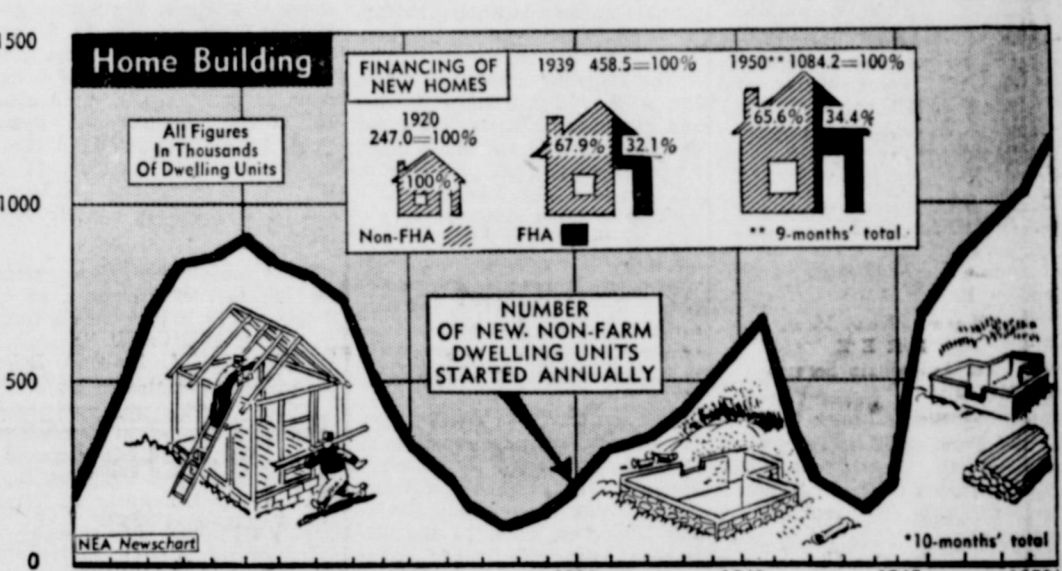 1500
Home Building
All Figures
In Thousands
Of Dwelling Units
FINANCING OF
NEW HOMES
1920
247.0=100%
100%
1939 458.5=100%
67.9% 32.1%
1950** 1084.2=100%
65.6% 34.4%
Non-FHA FHA
** 9-months' total
1000
NUMBER
OF NEW NON-FARM
DWELLING UNITS
STARTED ANNUALLY
500
NEA Newschart
*10-months' total
0